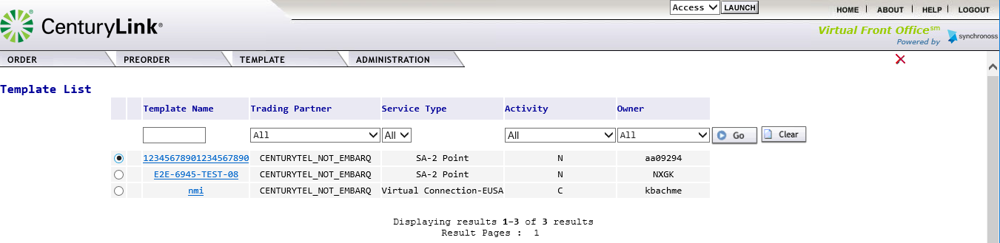 Access LAUNCH
HOME | ABOUT | HELP | LOGOUT
CenturyLink®
Virtual Front Office sm
Powered by synchronoss
ORDER PREORDER TEMPLATE ADMINISTRATION
Template List
Template Name Trading Partner Service Type Activity Owner
All All All All Go Clear
12345678901234567890 CENTURYTEL_NOT_EMBARQ SA-2 Point N aa09294
E2E-6945-TEST-08 CENTURYTEL_NOT_EMBARQ SA-2 Point N NXGK
nmi CENTURYTEL_NOT_EMBARQ Virtual Connection-EUSA C kbachme
Displaying results 1-3 of 3 results
Result Pages : 1